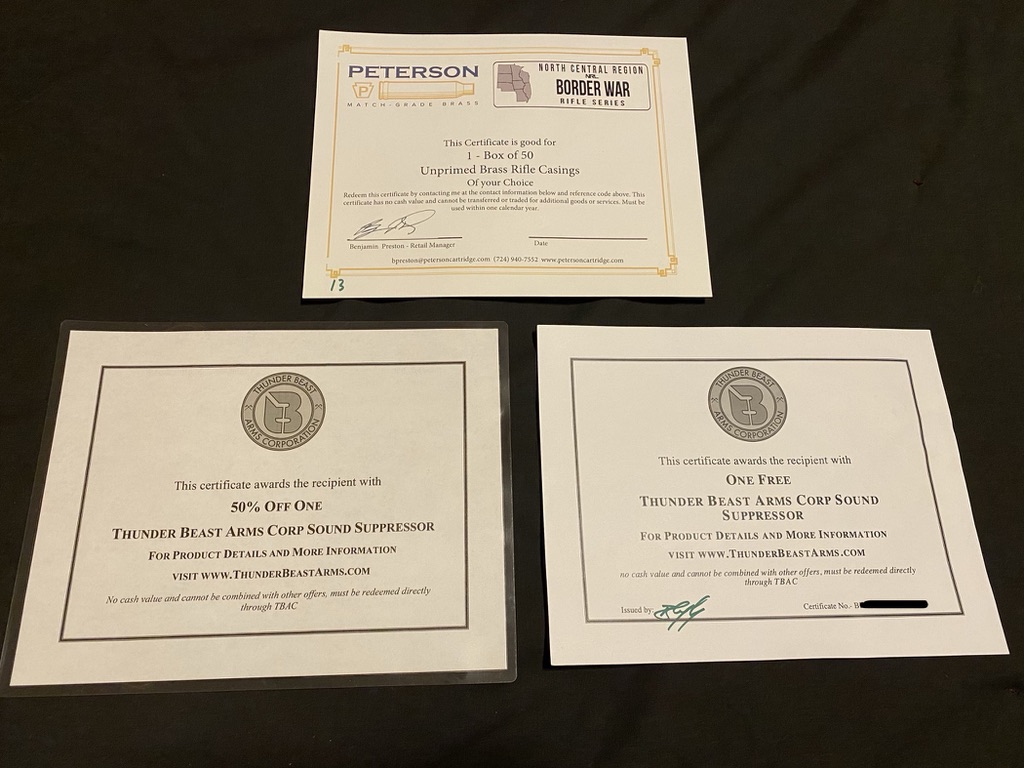 PETERSON
P
MATCH-GRADE BRASS
NORTH CENTRAL REGION
NRL
BORDER WAR
RIFLE SERIES
This Certificate is good for
1 - Box of 50
Unprimed Brass Rifle Casings
Of your Choice
Redeem this certificate by contacting me at the contact information below and reference code above. This
certificate has no cash value and cannot be transferred or traded for additional goods or services. Must be
used within one calendar year.
Benjamin Preston - Retail Manager
Date
bpreston@petersoncartridge.com (724) 940-7552 www.petersoncartridge.com
13
THUNDER BEAST
B
ARMS CORPORATION
This certificate awards the recipient with
50% OFF ONE
THUNDER BEAST ARMS CORP SOUND SUPPRESSOR
FOR PRODUCT DETAILS AND MORE INFORMATION
VISIT WWW.THUNDERBEASTARMS.COM
No cash value and cannot be combined with other offers, must be redeemed directly
through TBAC
THUNDER BEAST
B
ARMS CORPORATION
This certificate awards the recipient with
ONE FREE
THUNDER BEAST ARMS CORP SOUND
SUPPRESSOR
FOR PRODUCT DETAILS AND MORE INFORMATION
VISIT WWW.THUNDERBEASTARMS.COM
no cash value and cannot be combined with other offers, must be redeemed directly
through TBAC
Issued by:
Certificate No.- B